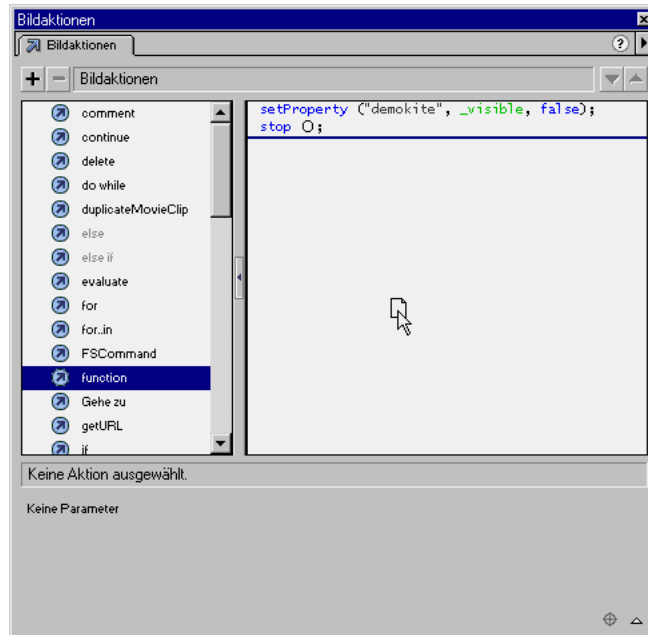 Bildaktionen
Bildaktionen
Bildaktionen
comment
continue
delete
do while
duplicateMovieClip
else
else if
evaluate
for
for..in
FSCommand
function
Gehe zu
getURL
if
setProperty ("demokite", _visible, false);
stop ();
Keine Aktion ausgewählt.
Keine Parameter